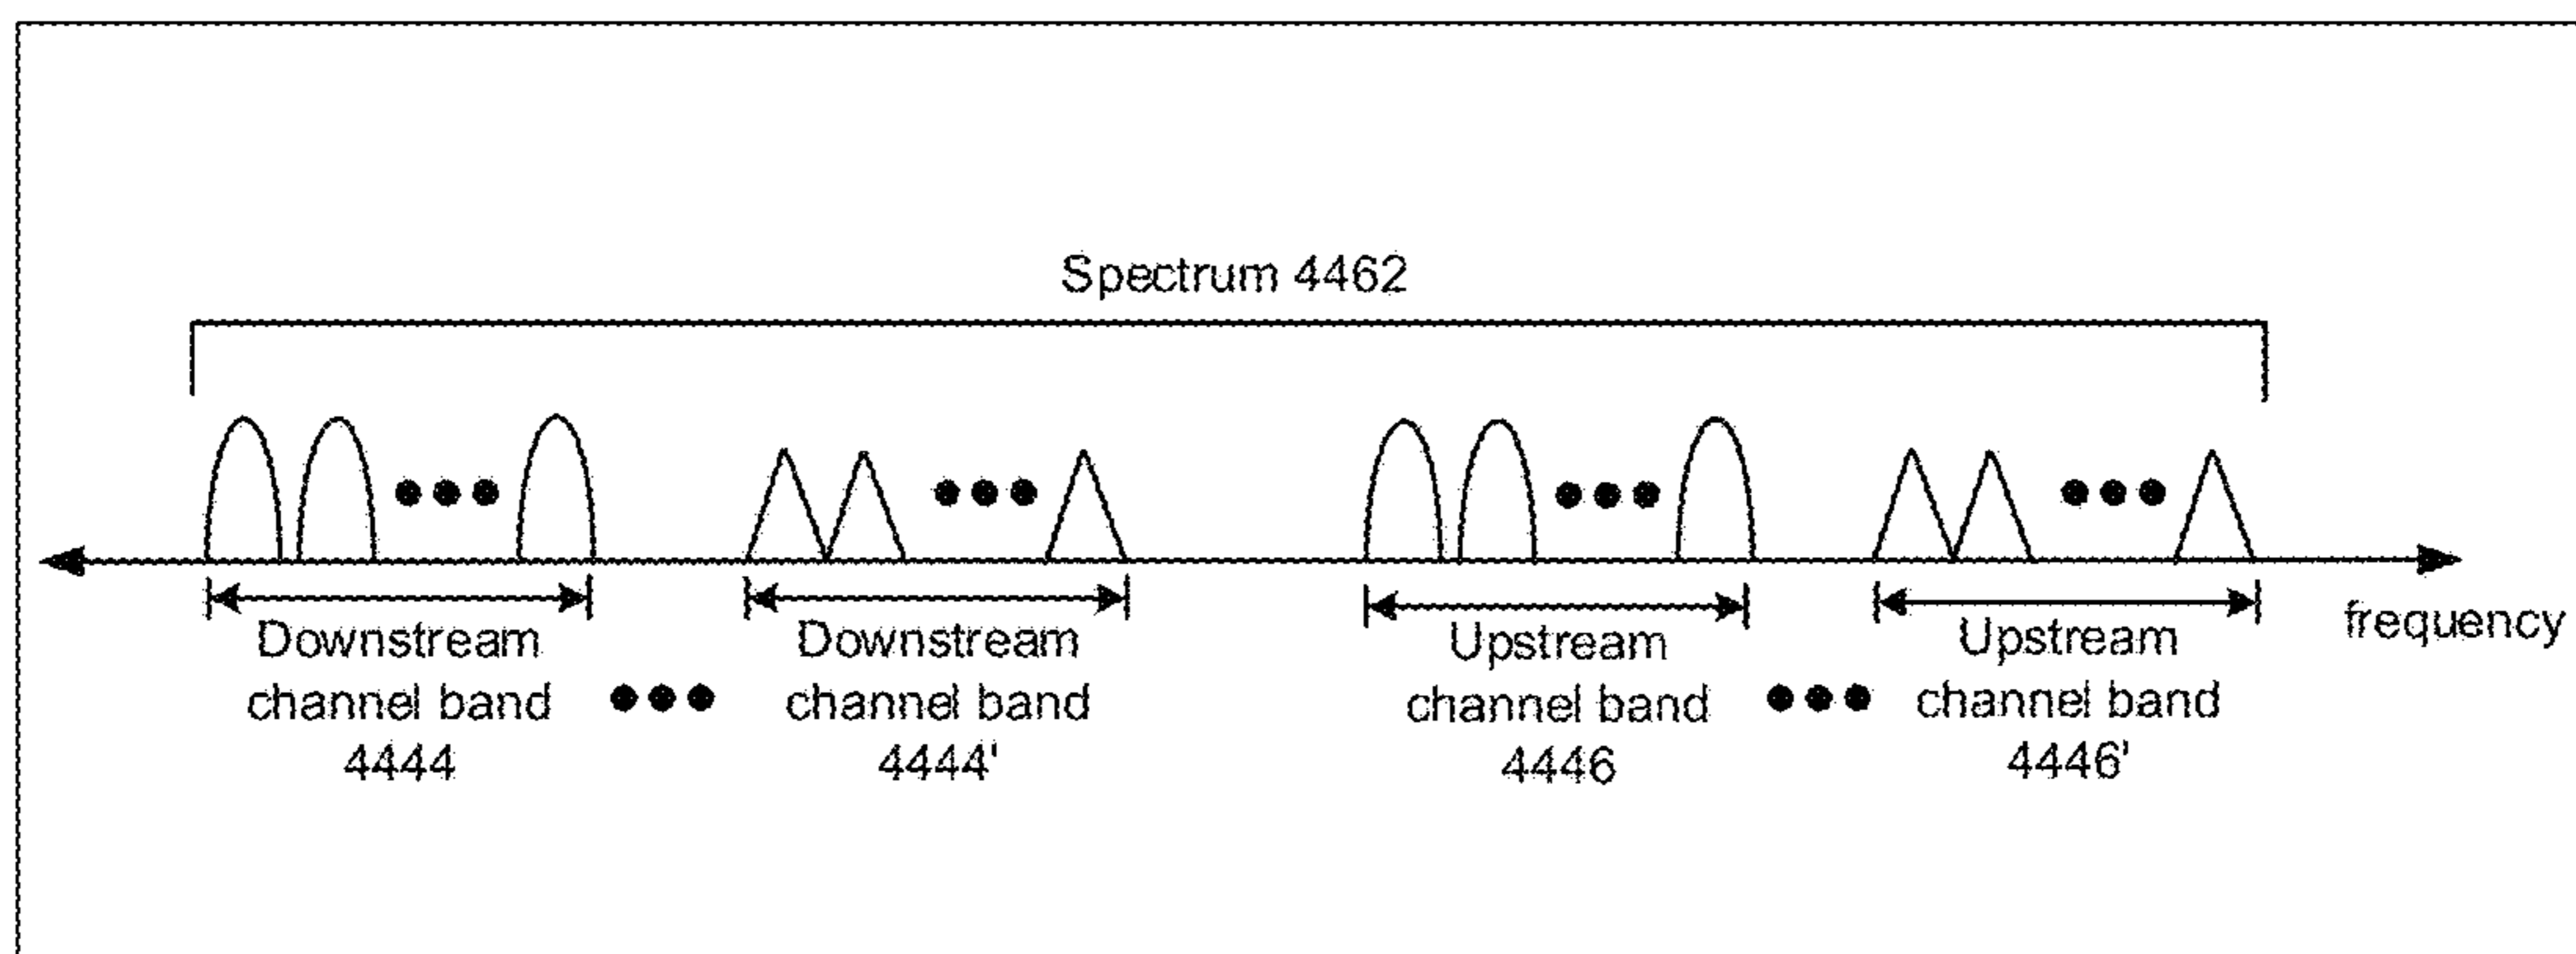 Spectrum 4462
frequency
Downstream
channel band
4444
Downstream
channel band
4444'
Upstream
channel band
4446
Upstream
channel band
4446'